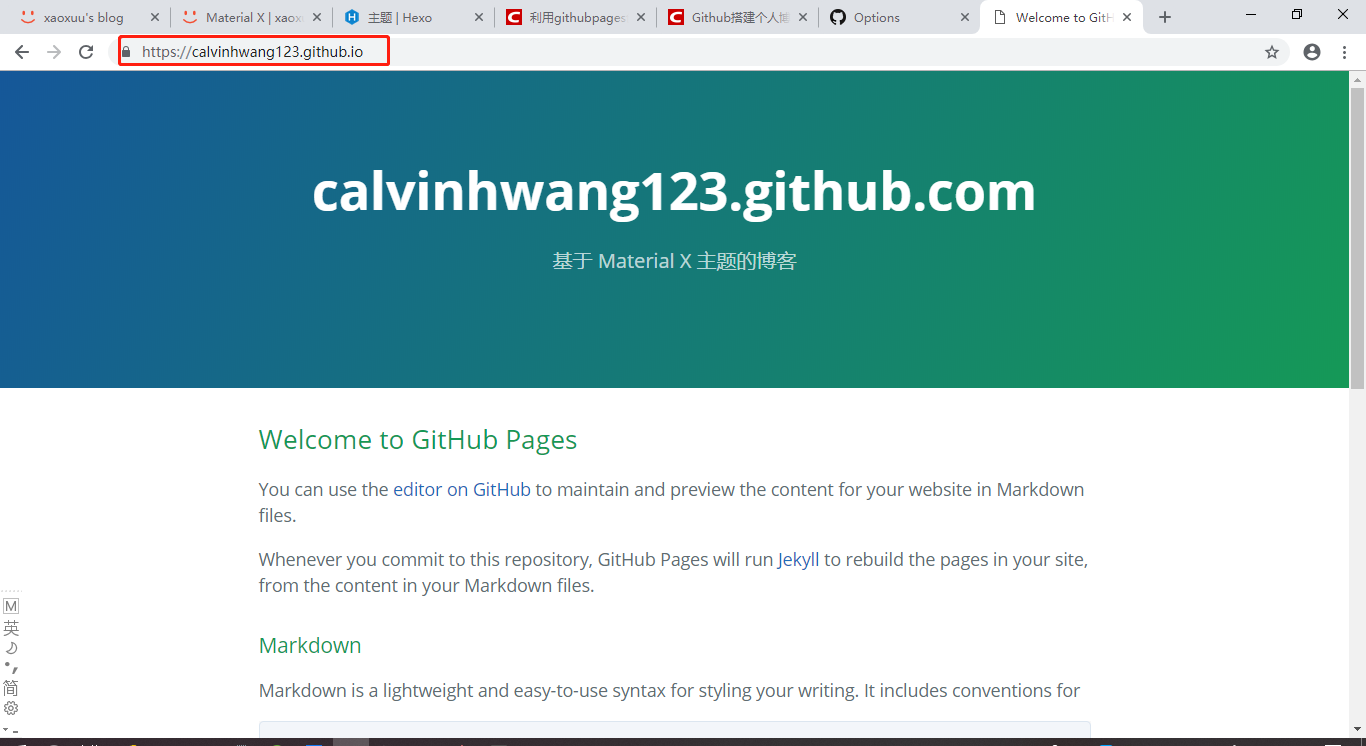 xaoxuu's blog
Material X | xaox
主题 | Hexo
利用githubpages
Github搭建个人博
Options
Welcome to GitH
https://calvinhwang123.github.io
calvinhwang123.github.com
基于 Material X 主题的博客
Welcome to GitHub Pages
You can use the editor on GitHub to maintain and preview the content for your website in Markdown
files.
Whenever you commit to this repository, GitHub Pages will run Jekyll to rebuild the pages in your site,
from the content in your Markdown files.
Markdown
Markdown is a lightweight and easy-to-use syntax for styling your writing. It includes conventions for
M
英
简